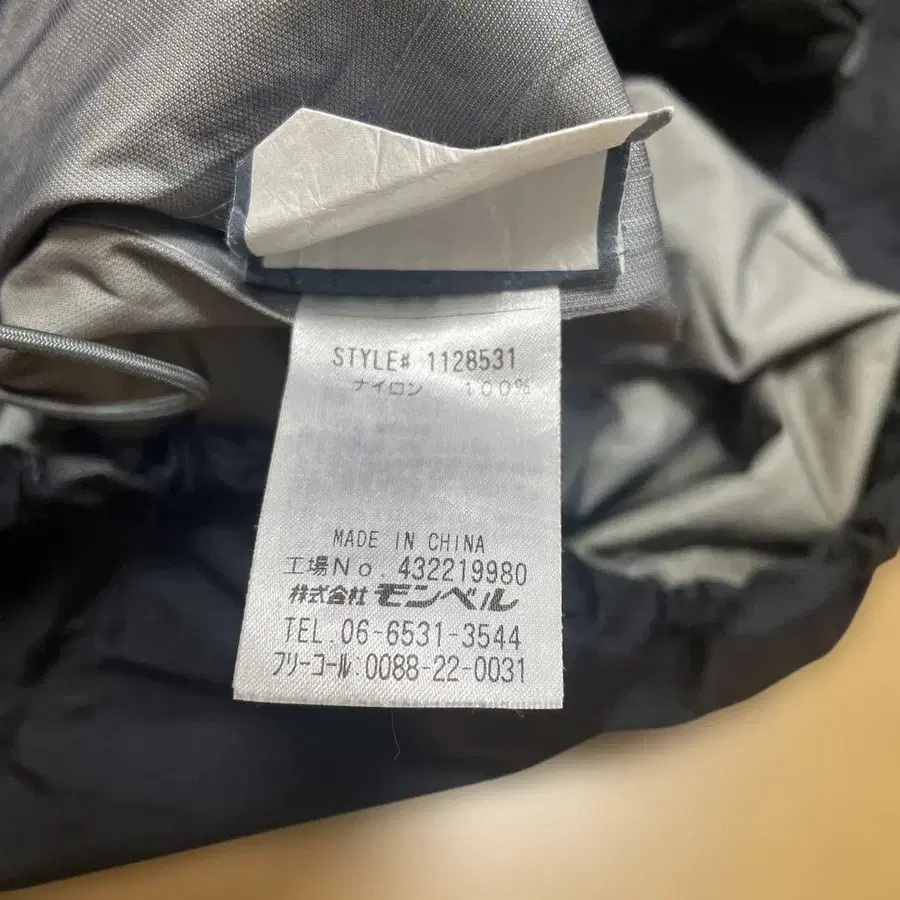 STYLE# 1128531
ナイロン 100%
MADE IN CHINA
工場No. 432219980
株式会社 モンベル
TEL.06-6531-3544
フリーコール:0088-22-0031